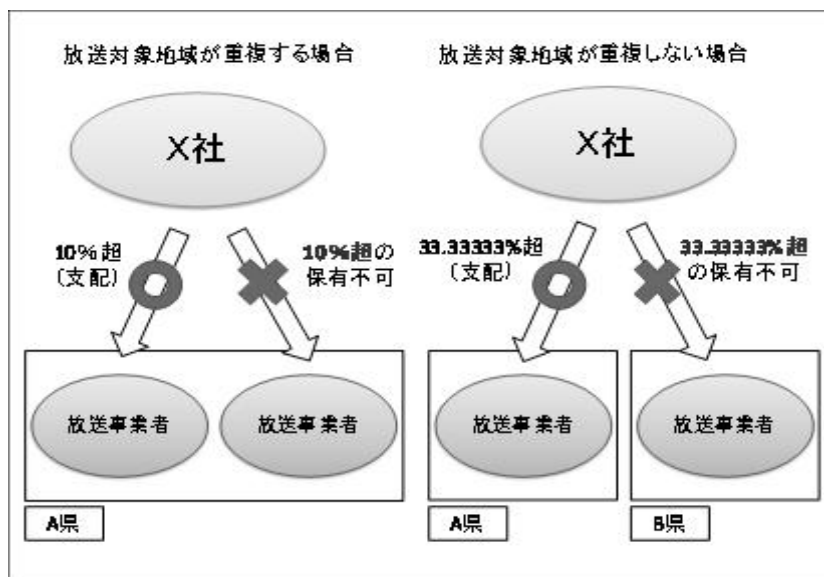 放送対象地域が重複する場合
X社
10%超
（支配）
10%超の
保有不可
放送事業者
放送事業者
A県
放送対象地域が重複しない場合
X社
33.33333%超
（支配）
33.33333%超
の保有不可
放送事業者
放送事業者
A県
B県